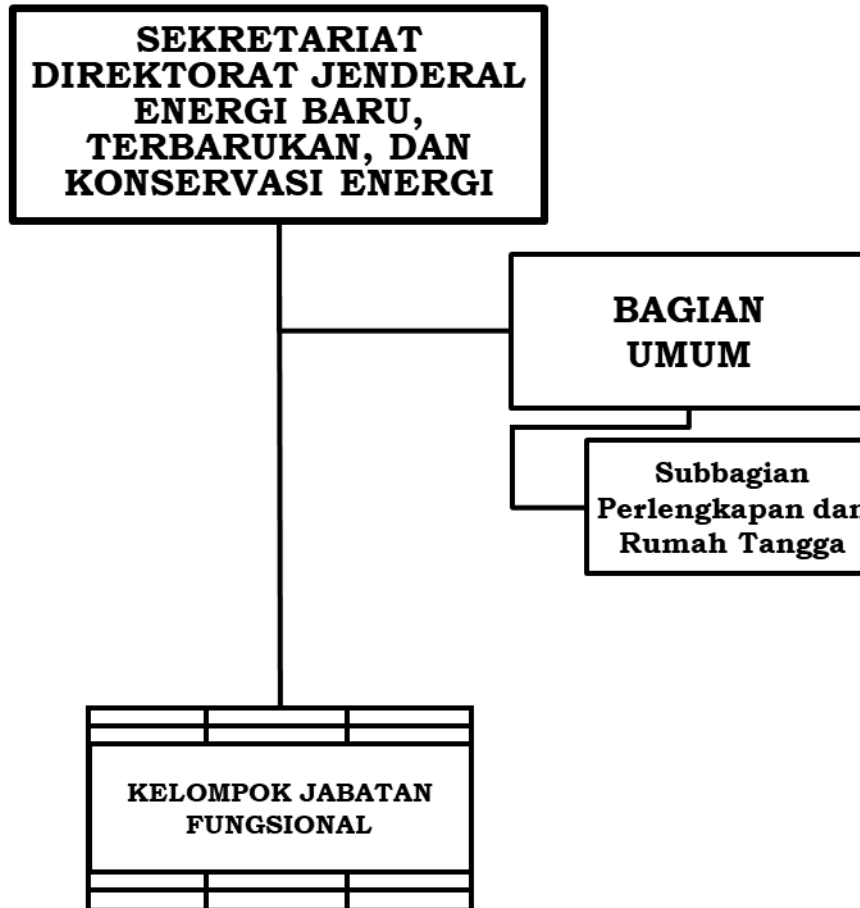 SEKRETARIAT
DIREKTORAT JENDERAL
ENERGI BARU,
TERBARUKAN, DAN
KONSERVASI ENERGI
BAGIAN
UMUM
Subbagian
Perlengkapan dan
Rumah Tangga
KELOMPOK JABATAN
FUNGSIONAL